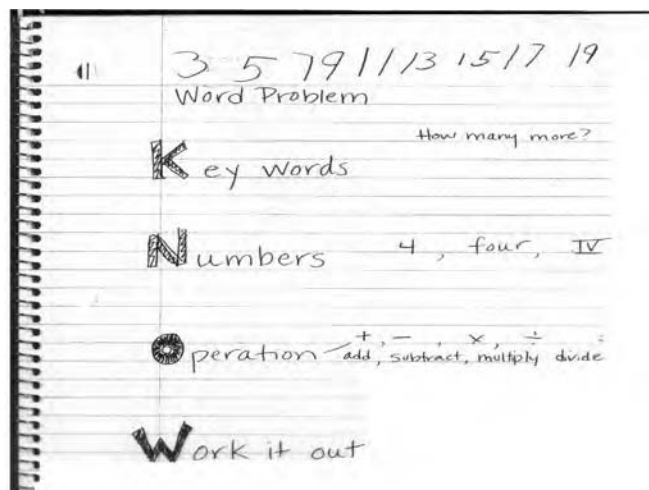 3 5 7 9 11 13 15 17 19
Word Problem
How many more?
Key words
Numbers 4, four, IV
Operation +, -, ×, ÷
add, subtract, multiply divide
Work it out